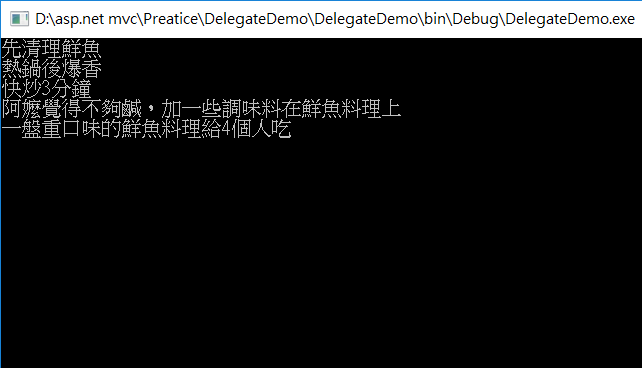 D:\asp.net mvc\Preatice\DelegateDemo\DelegateDemo\bin\Debug\DelegateDemo.exe
先清理鮮魚
熱鍋後爆香
快炒3分鐘
阿嬤覺得不夠鹹，加一些調味料在鮮魚料理上
一盤重口味的鮮魚料理給4個人吃